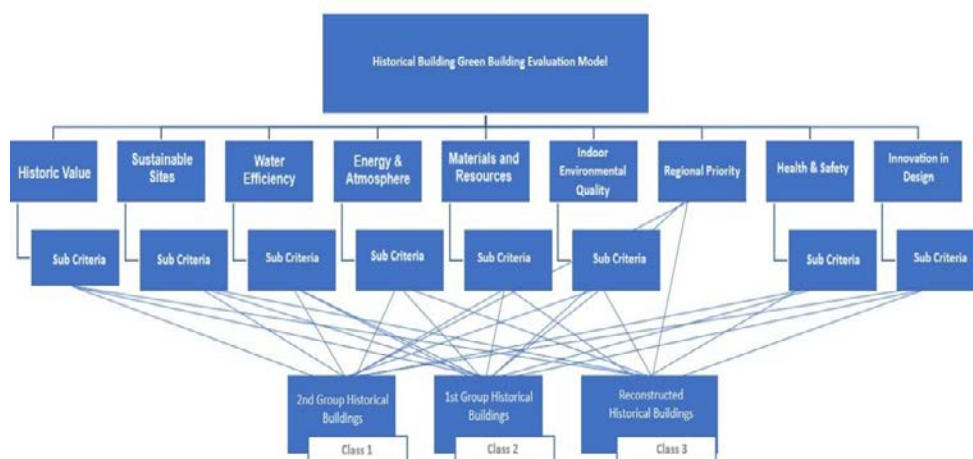 Historical Building Green Building Evaluation Model
Historic Value
Sustainable
Sites
Water
Efficiency
Energy &
Atmosphere
Materials and
Resources
Indoor
Environmental
Quality
Regional Priority
Health & Safety
Innovation in
Design
Sub Criteria
Sub Criteria
Sub Criteria
Sub Criteria
Sub Criteria
Sub Criteria
Sub Criteria
Sub Criteria
2nd Group Historical
Buildings
Class 1
1st Group Historical
Buildings
Class 2
Reconstructed
Historical Buildings
Class 3